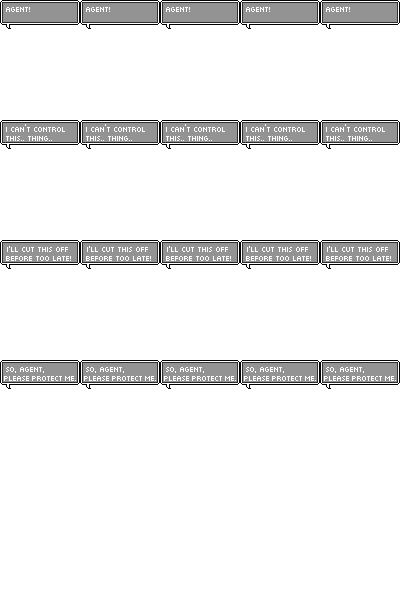 AGENT! AGENT! AGENT! AGENT! AGENT!
I CAN'T CONTROL I CAN'T CONTROL I CAN'T CONTROL I CAN'T CONTROL I CAN'T CONTROL
THIS.. THING.. THIS.. THING.. THIS.. THING.. THIS.. THING.. THIS.. THING..
I'LL CUT THIS OFF I'LL CUT THIS OFF I'LL CUT THIS OFF I'LL CUT THIS OFF I'LL CUT THIS OFF
BEFORE TOO LATE! BEFORE TOO LATE! BEFORE TOO LATE! BEFORE TOO LATE! BEFORE TOO LATE!
SO, AGENT, SO, AGENT, SO, AGENT, SO, AGENT, SO, AGENT,
PLEASE PROTECT ME. PLEASE PROTECT ME. PLEASE PROTECT ME. PLEASE PROTECT ME. PLEASE PROTECT ME.